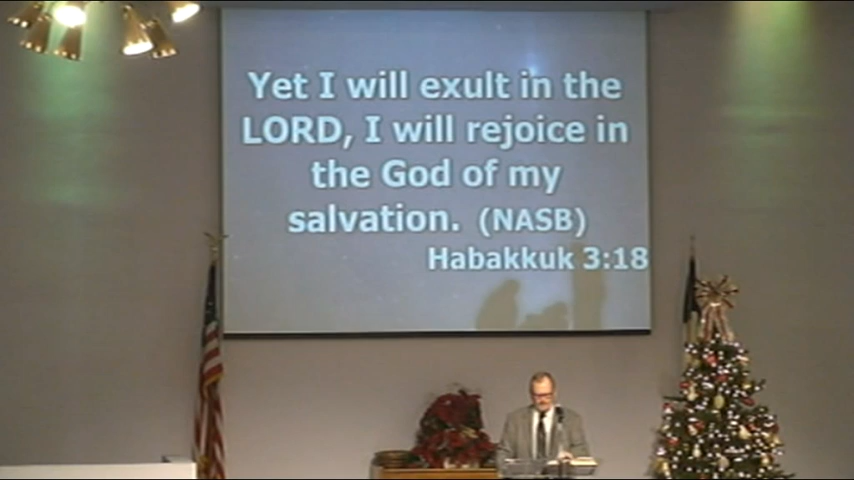 Yet I will exult in the
LORD, I will rejoice in
the God of my
salvation. (NASB)
Habakkuk 3:18